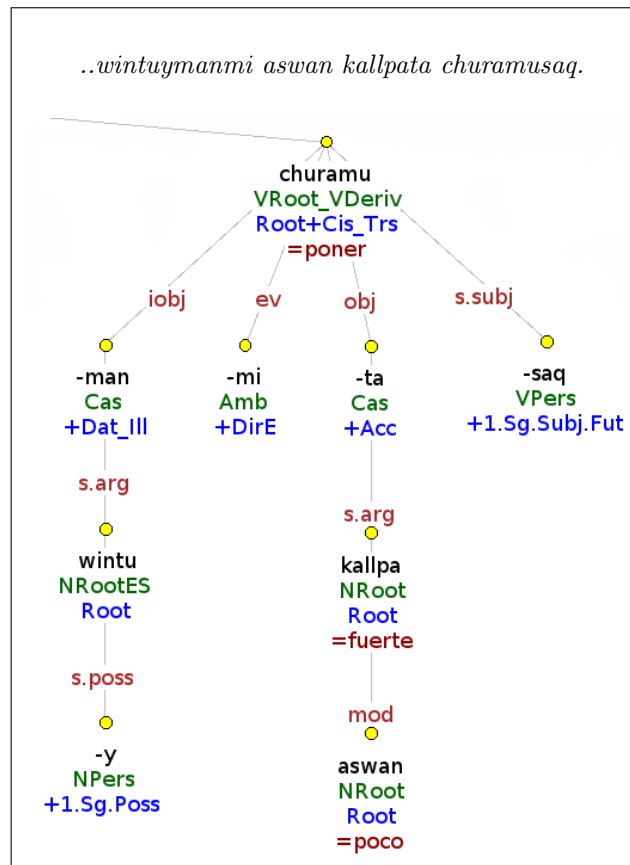 ..wintuymanmi aswan kallpata churamusaq.
churamu
VRoot_VDeriv
Root+Cis_Trs
=poner
iobj ev obj s.subj
-man -mi -ta -saq
Cas Amb Cas VPers
+Dat_Ill +DirE +Acc +1.Sg.Subj.Fut
s.arg s.arg
wintu kallpa
NRootES NRoot
Root Root
=fuerte
s.poss mod
-y aswan
NPers NRoot
+1.Sg.Poss Root
=poco